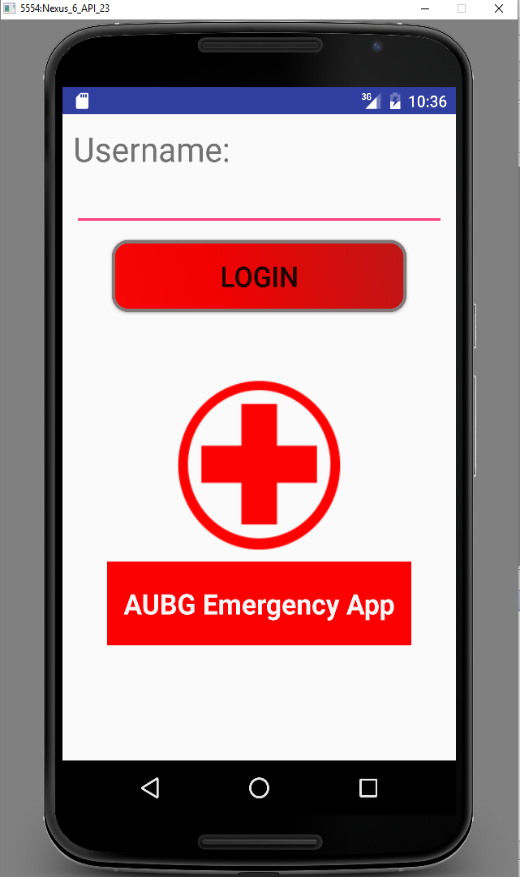 5554:Nexus_6_API_23
3G 10:36
Username:
LOGIN
AUBG Emergency App